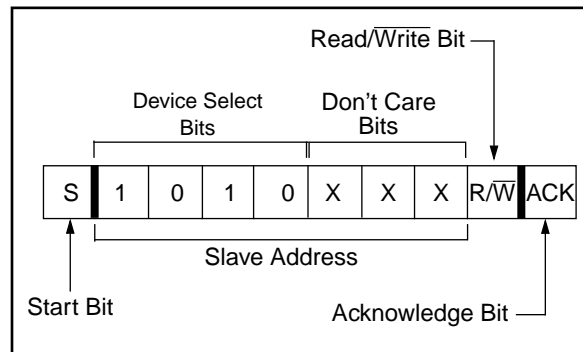 Read/Write Bit
Device Select
Bits
Don't Care
Bits
S 1 0 1 0 X X X R/W ACK
Slave Address
Start Bit
Acknowledge Bit